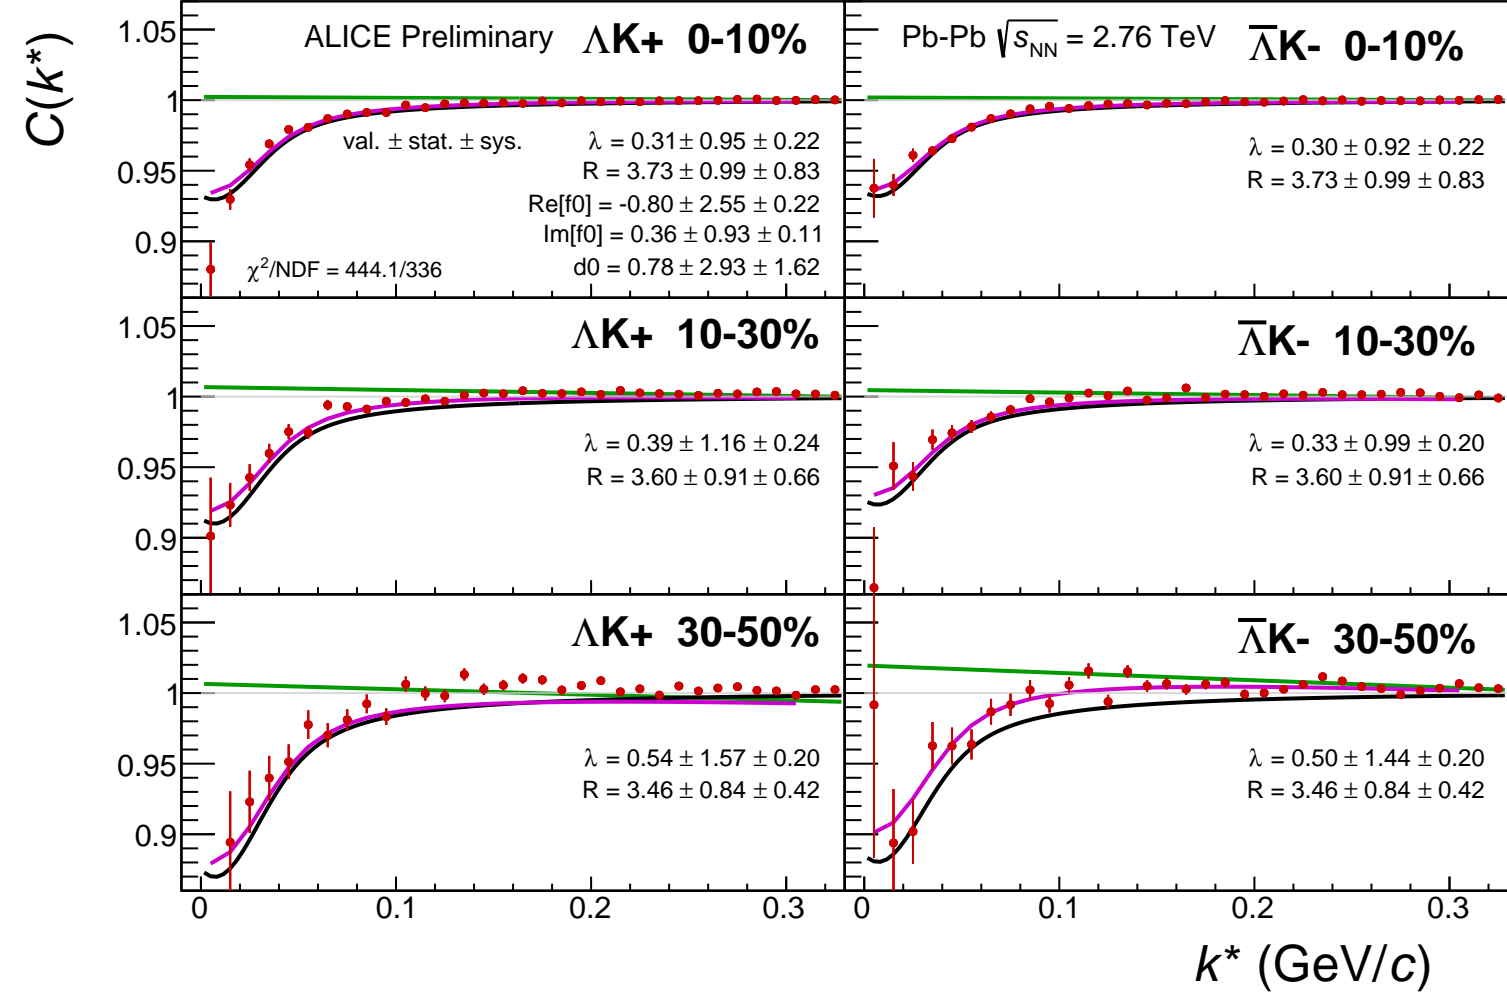 C(k*)
ALICE Preliminary ΛK+ 0-10%
1.05
1
0.95
0.9
val. ± stat. ± sys.
λ = 0.31± 0.95 ± 0.22
R = 3.73 ± 0.99 ± 0.83
Re[f0] = -0.80 ± 2.55 ± 0.22
Im[f0] = 0.36 ± 0.93 ± 0.11
d0 = 0.78 ± 2.93 ± 1.62
χ²/NDF = 444.1/336
Pb-Pb √s_NN = 2.76 TeV Λ̅K- 0-10%
λ = 0.30 ± 0.92 ± 0.22
R = 3.73 ± 0.99 ± 0.83
ΛK+ 10-30%
1.05
1
0.95
0.9
λ = 0.39 ± 1.16 ± 0.24
R = 3.60 ± 0.91 ± 0.66
Λ̅K- 10-30%
λ = 0.33 ± 0.99 ± 0.20
R = 3.60 ± 0.91 ± 0.66
ΛK+ 30-50%
1.05
1
0.95
0.9
λ = 0.54 ± 1.57 ± 0.20
R = 3.46 ± 0.84 ± 0.42
Λ̅K- 30-50%
λ = 0.50 ± 1.44 ± 0.20
R = 3.46 ± 0.84 ± 0.42
0 0.1 0.2 0.3
0 0.1 0.2 0.3
k* (GeV/c)